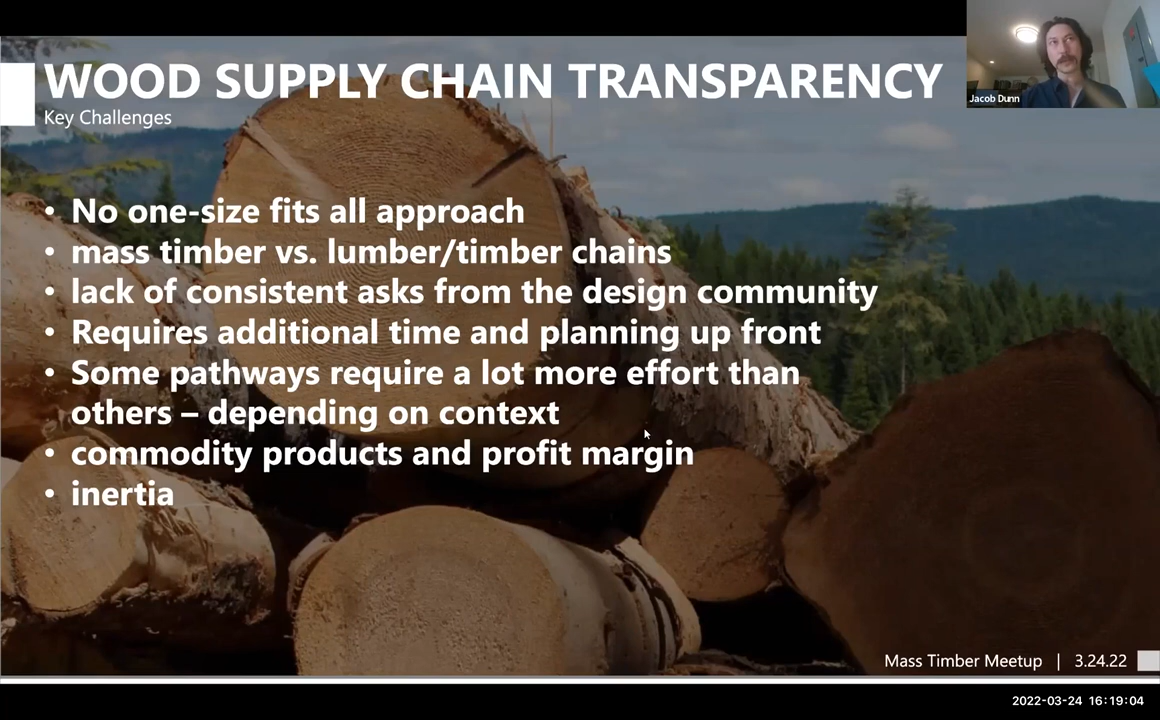 WOOD SUPPLY CHAIN TRANSPARENCY
Key Challenges
Jacob Dunn
• No one-size fits all approach
• mass timber vs. lumber/timber chains
• lack of consistent asks from the design community
• Requires additional time and planning up front
• Some pathways require a lot more effort than
others – depending on context
• commodity products and profit margin
• inertia
Mass Timber Meetup | 3.24.22
2022-03-24 16:19:04